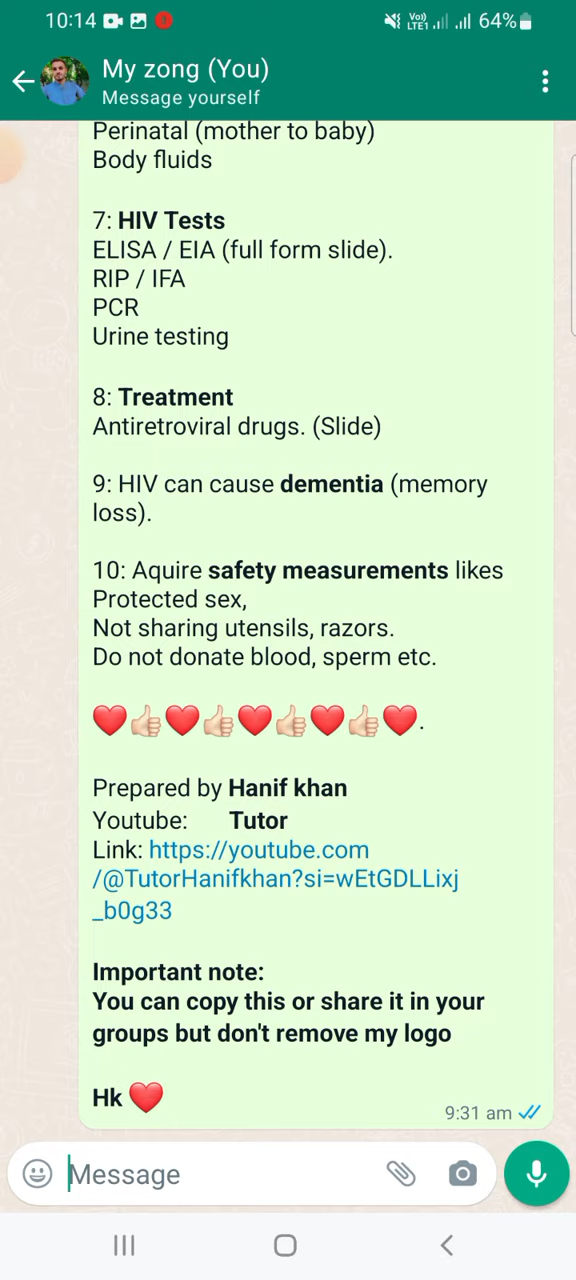 10:14
Vo))
LTE1
64%
My zong (You)
Message yourself
Perinatal (mother to baby)
Body fluids
7: HIV Tests
ELISA / EIA (full form slide).
RIP / IFA
PCR
Urine testing
8: Treatment
Antiretroviral drugs. (Slide)
9: HIV can cause dementia (memory
loss).
10: Aquire safety measurements likes
Protected sex,
Not sharing utensils, razors.
Do not donate blood, sperm etc.
❤️👍🏻❤️👍🏻❤️👍🏻❤️👍🏻❤️.
Prepared by Hanif khan
Youtube: Tutor
Link: https://youtube.com
/@TutorHanifkhan?si=wEtGDLLixj
_b0g33
Important note:
You can copy this or share it in your
groups but don't remove my logo
Hk ❤️
9:31 am
Message